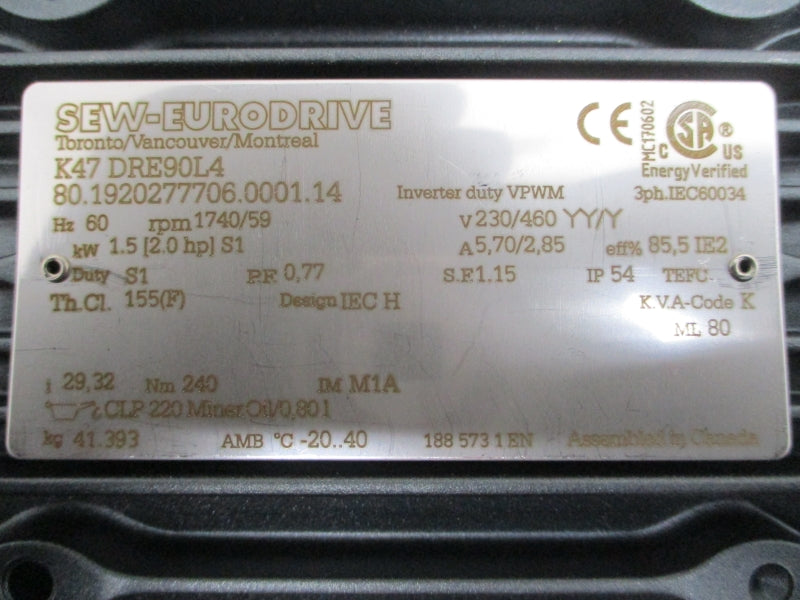 SEW-EURODRIVE
Toronto/Vancouver/Montreal
K47 DRE90L4
80.1920277706.0001.14 Inverter duty VPWM 3ph.IEC60034
CE MC170602 CSA ® C US
Energy Verified
Hz 60 rpm 1740/59 V 230/460 YY/Y
kW 1.5 [2.0 hp] S1 A 5,70/2,85 eff% 85,5 IE2
Duty S1 P.F. 0,77 S.F. 1.15 IP 54 TEFC
Th.Cl. 155(F) Design IEC H K.V.A-Code K
ML 80
i 29,32 Nm 240 IM M1A
CLP 220 Miner.Oil/0,80 l
kg 41.393 AMB °C -20..40 188 573 1 EN Assembled in Canada